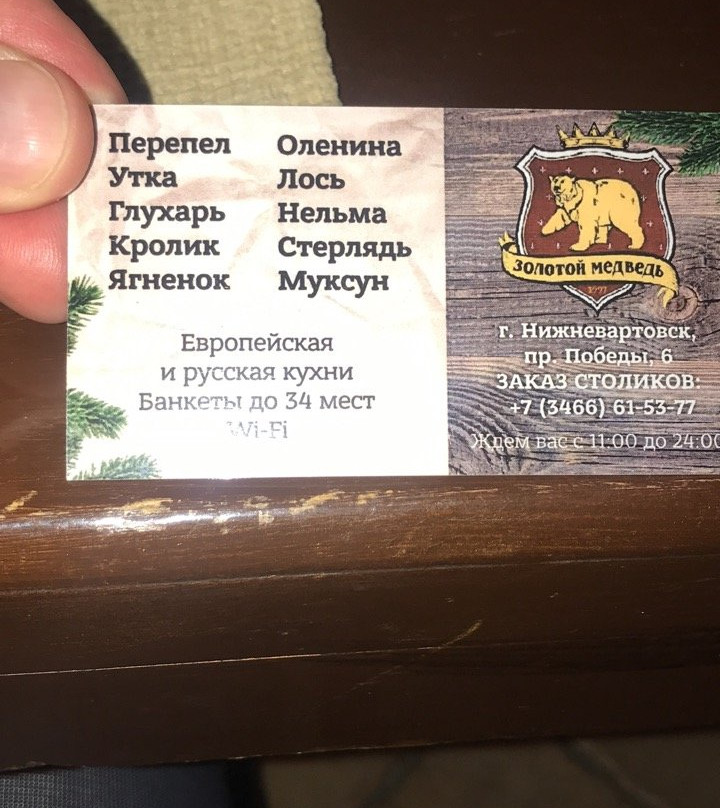 Перепел
Утка
Глухарь
Кролик
Ягненок
Оленина
Лось
Нельма
Стерлядь
Муксун
Европейская
и русская кухни
Банкеты до 34 мест
Wi-Fi
ЗОЛОТОЙ МЕДВЕДЬ
г. Нижневартовск,
пр. Победы, 6
ЗАКАЗ СТОЛИКОВ:
+7 (3466) 61-53-77
Ждем вас с 11:00 до 24:00